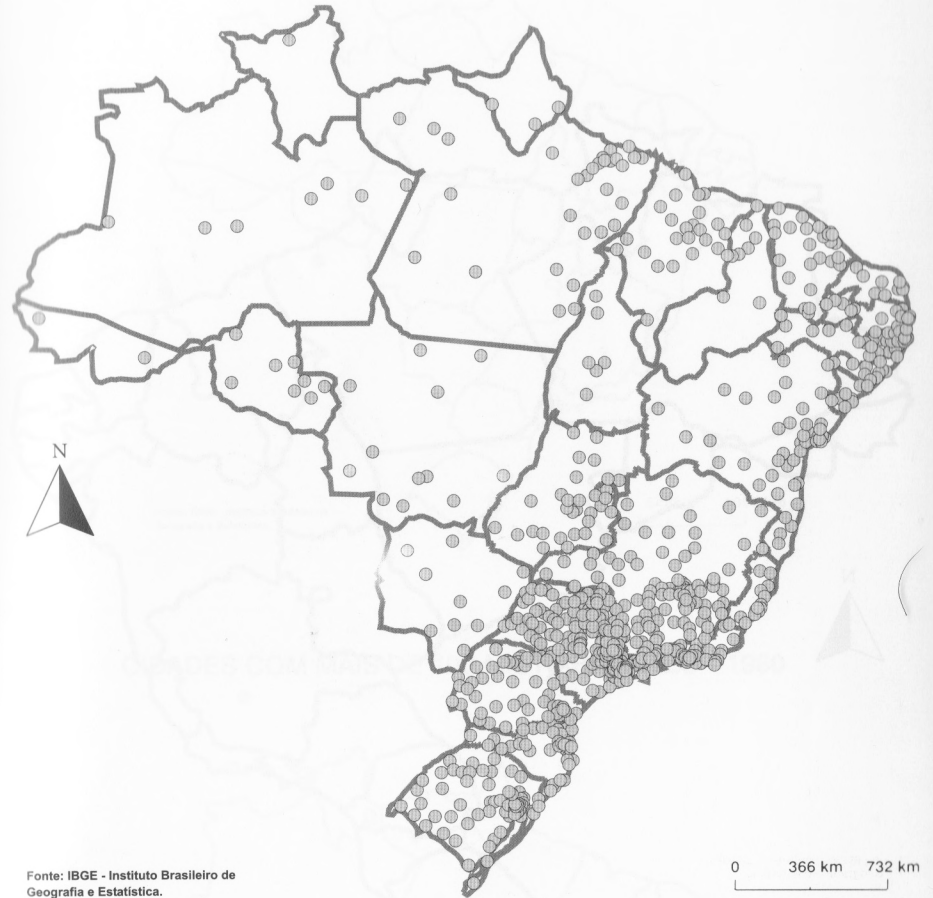 N
0 366 km 732 km
Fonte: IBGE - Instituto Brasileiro de
Geografia e Estatística.